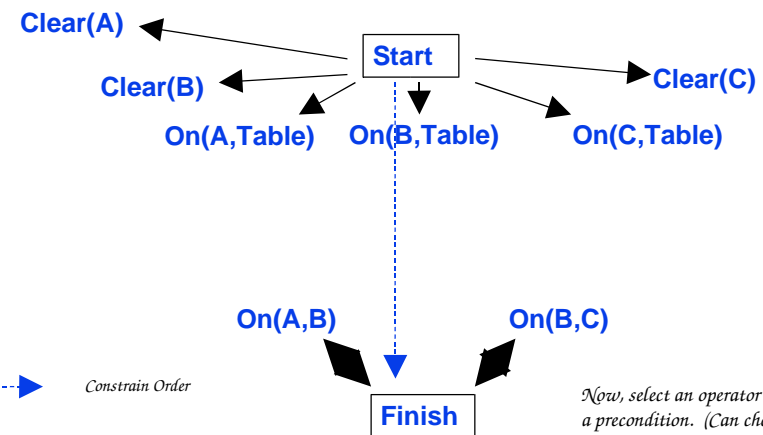 Clear(A)
Start
Clear(B)
Clear(C)
On(A,Table)
On(B,Table)
On(C,Table)
On(A,B)
On(B,C)
Constrain Order
Finish
Now, select an operator
a precondition. (Can